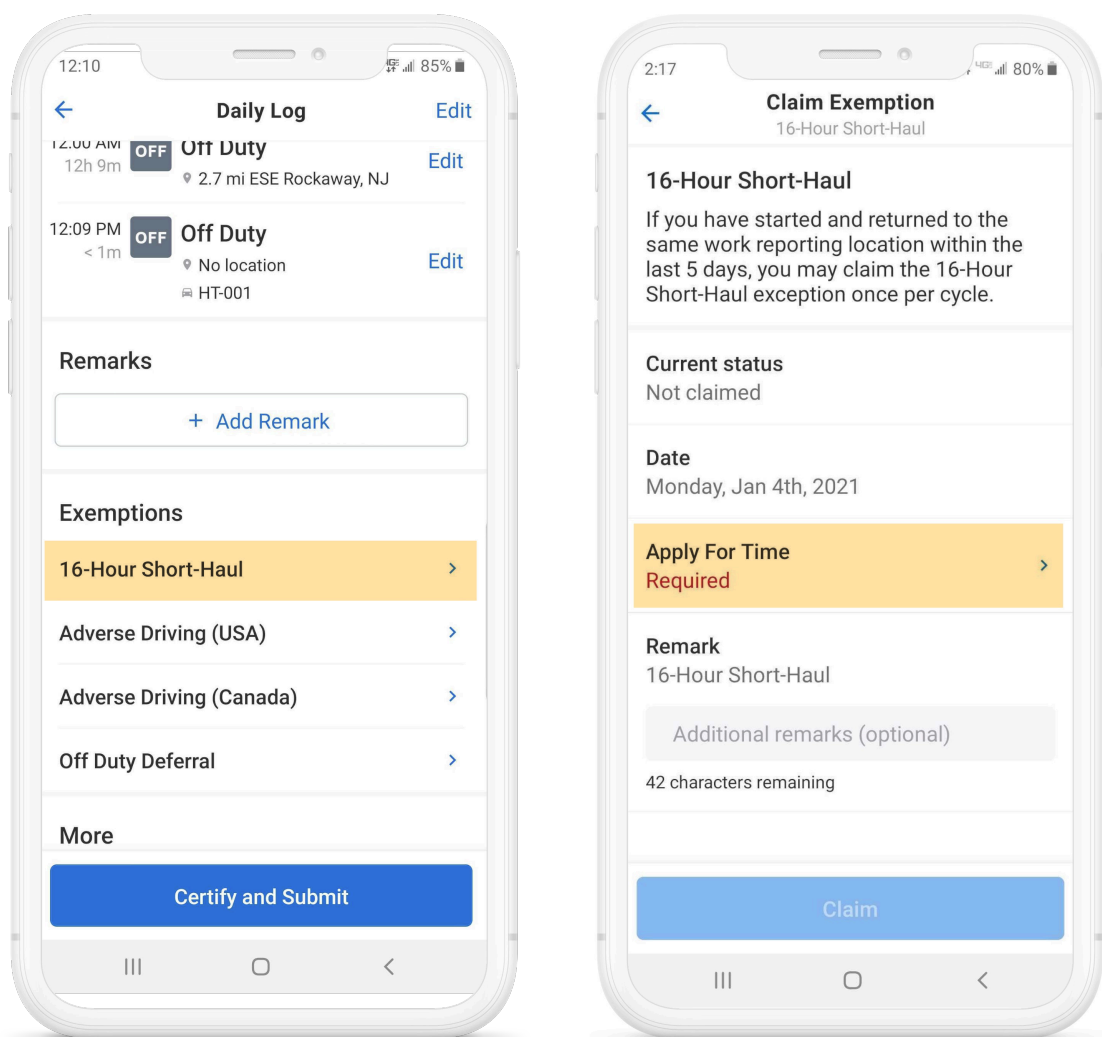 12:10
85%
Daily Log
Edit
12:00 AM
OFF
Off Duty
Edit
12h 9m
2.7 mi ESE Rockaway, NJ
12:09 PM
OFF
Off Duty
< 1m
No location
Edit
HT-001
Remarks
+ Add Remark
Exemptions
16-Hour Short-Haul
Adverse Driving (USA)
Adverse Driving (Canada)
Off Duty Deferral
More
Certify and Submit
2:17
4G 80%
Claim Exemption
16-Hour Short-Haul
16-Hour Short-Haul
If you have started and returned to the
same work reporting location within the
last 5 days, you may claim the 16-Hour
Short-Haul exception once per cycle.
Current status
Not claimed
Date
Monday, Jan 4th, 2021
Apply For Time
Required
Remark
16-Hour Short-Haul
Additional remarks (optional)
42 characters remaining
Claim